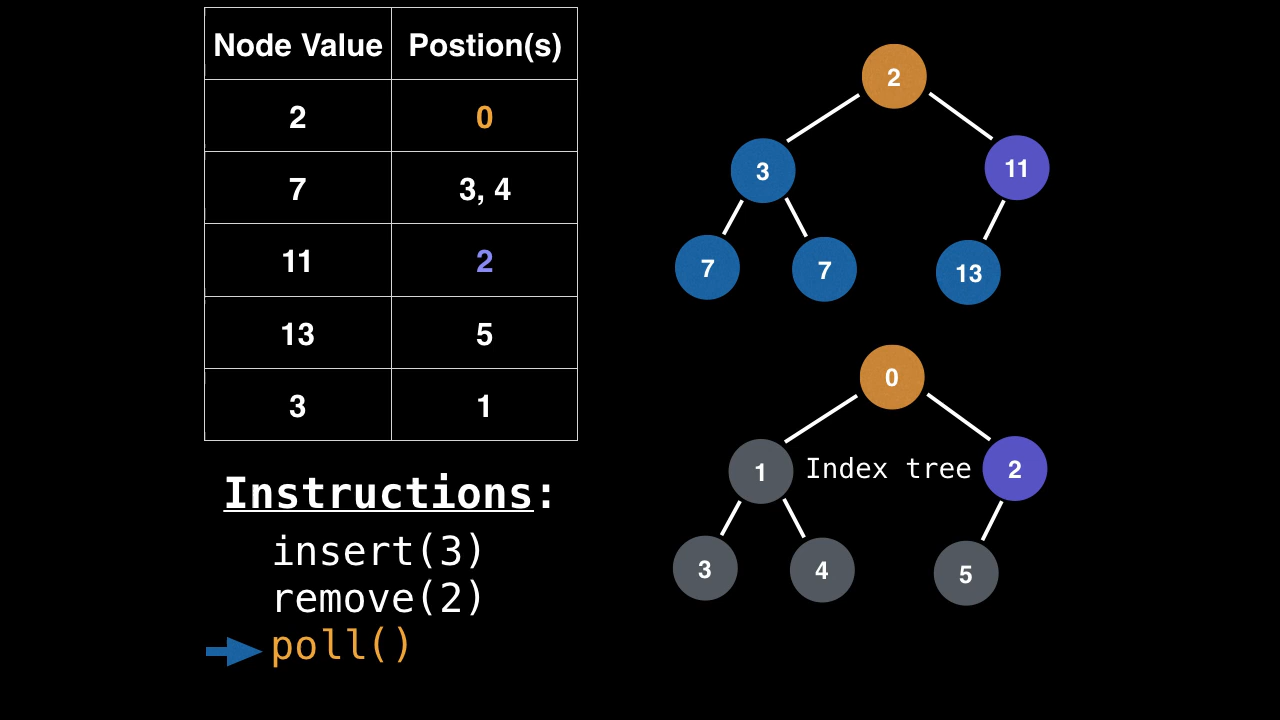 Node Value Postion(s)
2 0
7 3, 4
11 2
13 5
3 1
Instructions:
insert(3)
remove(2)
poll()
2
3 11
7 7 13
0
1 Index tree 2
3 4 5